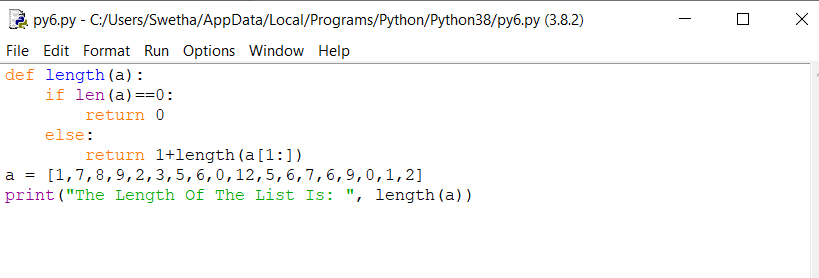 py6.py - C:/Users/Swetha/AppData/Local/Programs/Python/Python38/py6.py (3.8.2)
File Edit Format Run Options Window Help
def length(a):
    if len(a)==0:
        return 0
    else:
        return 1+length(a[1:])
a = [1,7,8,9,2,3,5,6,0,12,5,6,7,6,9,0,1,2]
print("The Length Of The List Is: ", length(a))